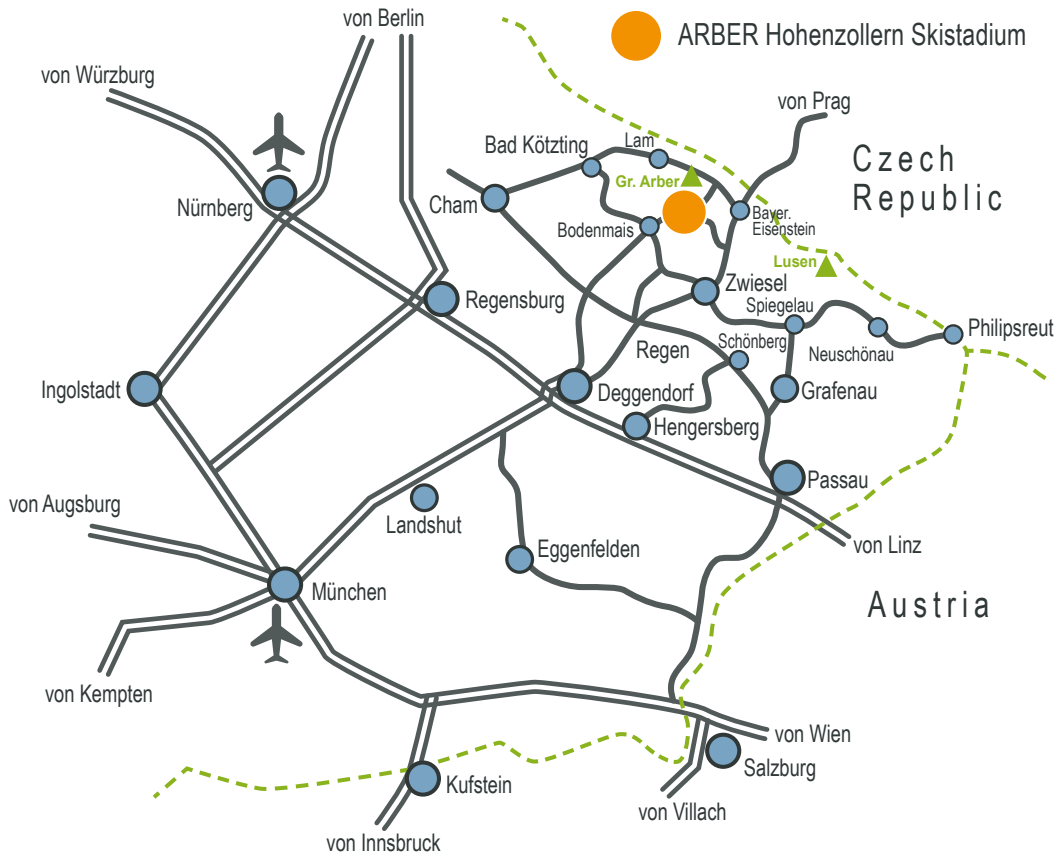 von Berlin
ARBER Hohenzollern Skistadium
von Würzburg
von Prag
Bad Kötzting
Lam
Czech
Republic
Gr. Arber
Nürnberg
Cham
Bodenmais
Bayer.
Eisenstein
Lusen
Zwiesel
Regensburg
Spiegelau
Philipsreut
Regen
Schönberg
Neuschönau
Ingolstadt
Deggendorf
Grafenau
Hengersberg
Passau
von Augsburg
Landshut
von Linz
Eggenfelden
München
Austria
von Kempten
von Wien
Salzburg
Kufstein
von Villach
von Innsbruck